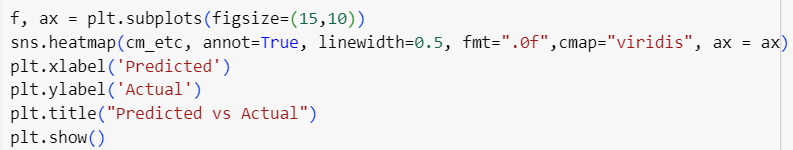 f, ax = plt.subplots(figsize=(15,10))
sns.heatmap(cm_etc, annot=True, linewidth=0.5, fmt=".0f",cmap="viridis", ax = ax)
plt.xlabel('Predicted')
plt.ylabel('Actual')
plt.title("Predicted vs Actual")
plt.show()